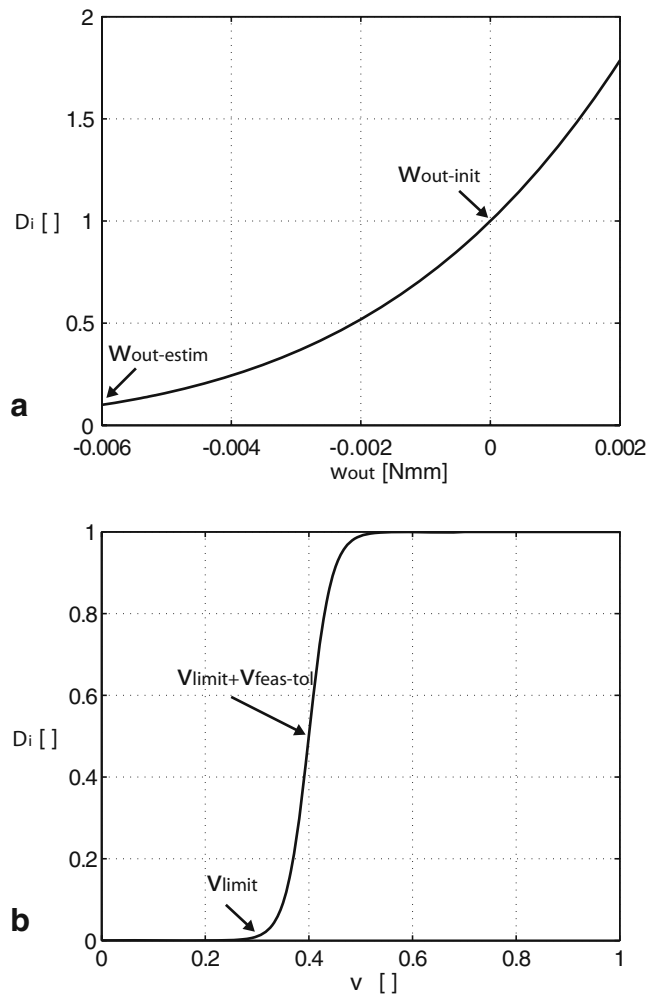 2
1.5
Wout-init
Di [ ]
1
0.5
Wout-estim
a
0
-0.006
-0.004
-0.002
0
0.002
wout [Nmm]
1
0.8
Vlimit+Vfeas-tol
0.6
Di [ ]
0.4
0.2
Vlimit
b
0
0
0.2
0.4
0.6
0.8
1
v [ ]